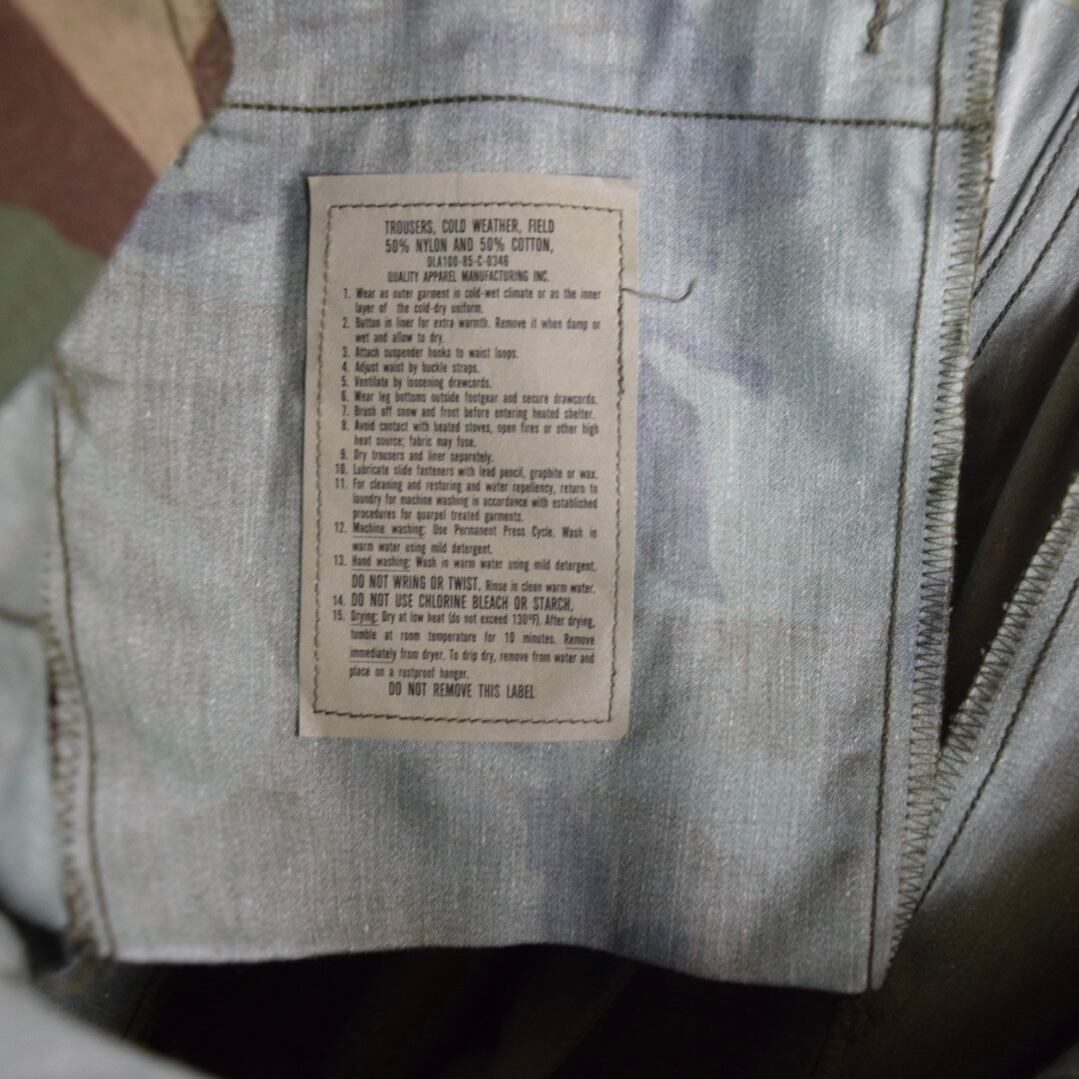 TROUSERS, COLD WEATHER, FIELD
50% NYLON AND 50% COTTON,
DLA100-85-C-0346
QUALITY APPAREL MANUFACTURING INC.
1. Wear as outer garment in cold-wet climate or as the inner
layer of the cold-dry uniform.
2. Button in liner for extra warmth. Remove it when damp or
wet and allow to dry.
3. Attach suspender hooks to waist loops.
4. Adjust waist by buckle straps.
5. Ventilate by loosening drawcords.
6. Wear leg bottoms outside footgear and secure drawcords.
7. Brush off snow and frost before entering heated shelter.
8. Avoid contact with heated stoves, open fires or other high
heat source; fabric may fuse.
9. Dry trousers and liner separately.
10. Lubricate slide fasteners with lead pencil, graphite or wax.
11. For cleaning and restoring and water repellency, return to
laundry for machine washing in accordance with established
procedures for quarpel treated garments.
12. Machine washing: Use Permanent Press Cycle. Wash in
warm water using mild detergent.
13. Hand washing: Wash in warm water using mild detergent.
DO NOT WRING OR TWIST. Rinse in clean warm water.
14. DO NOT USE CHLORINE BLEACH OR STARCH.
15. Drying: Dry at low heat (do not exceed 130°F). After drying,
tumble at room temperature for 10 minutes. Remove
immediately from dryer. To drip dry, remove from water and
place on a rustproof hanger.
DO NOT REMOVE THIS LABEL